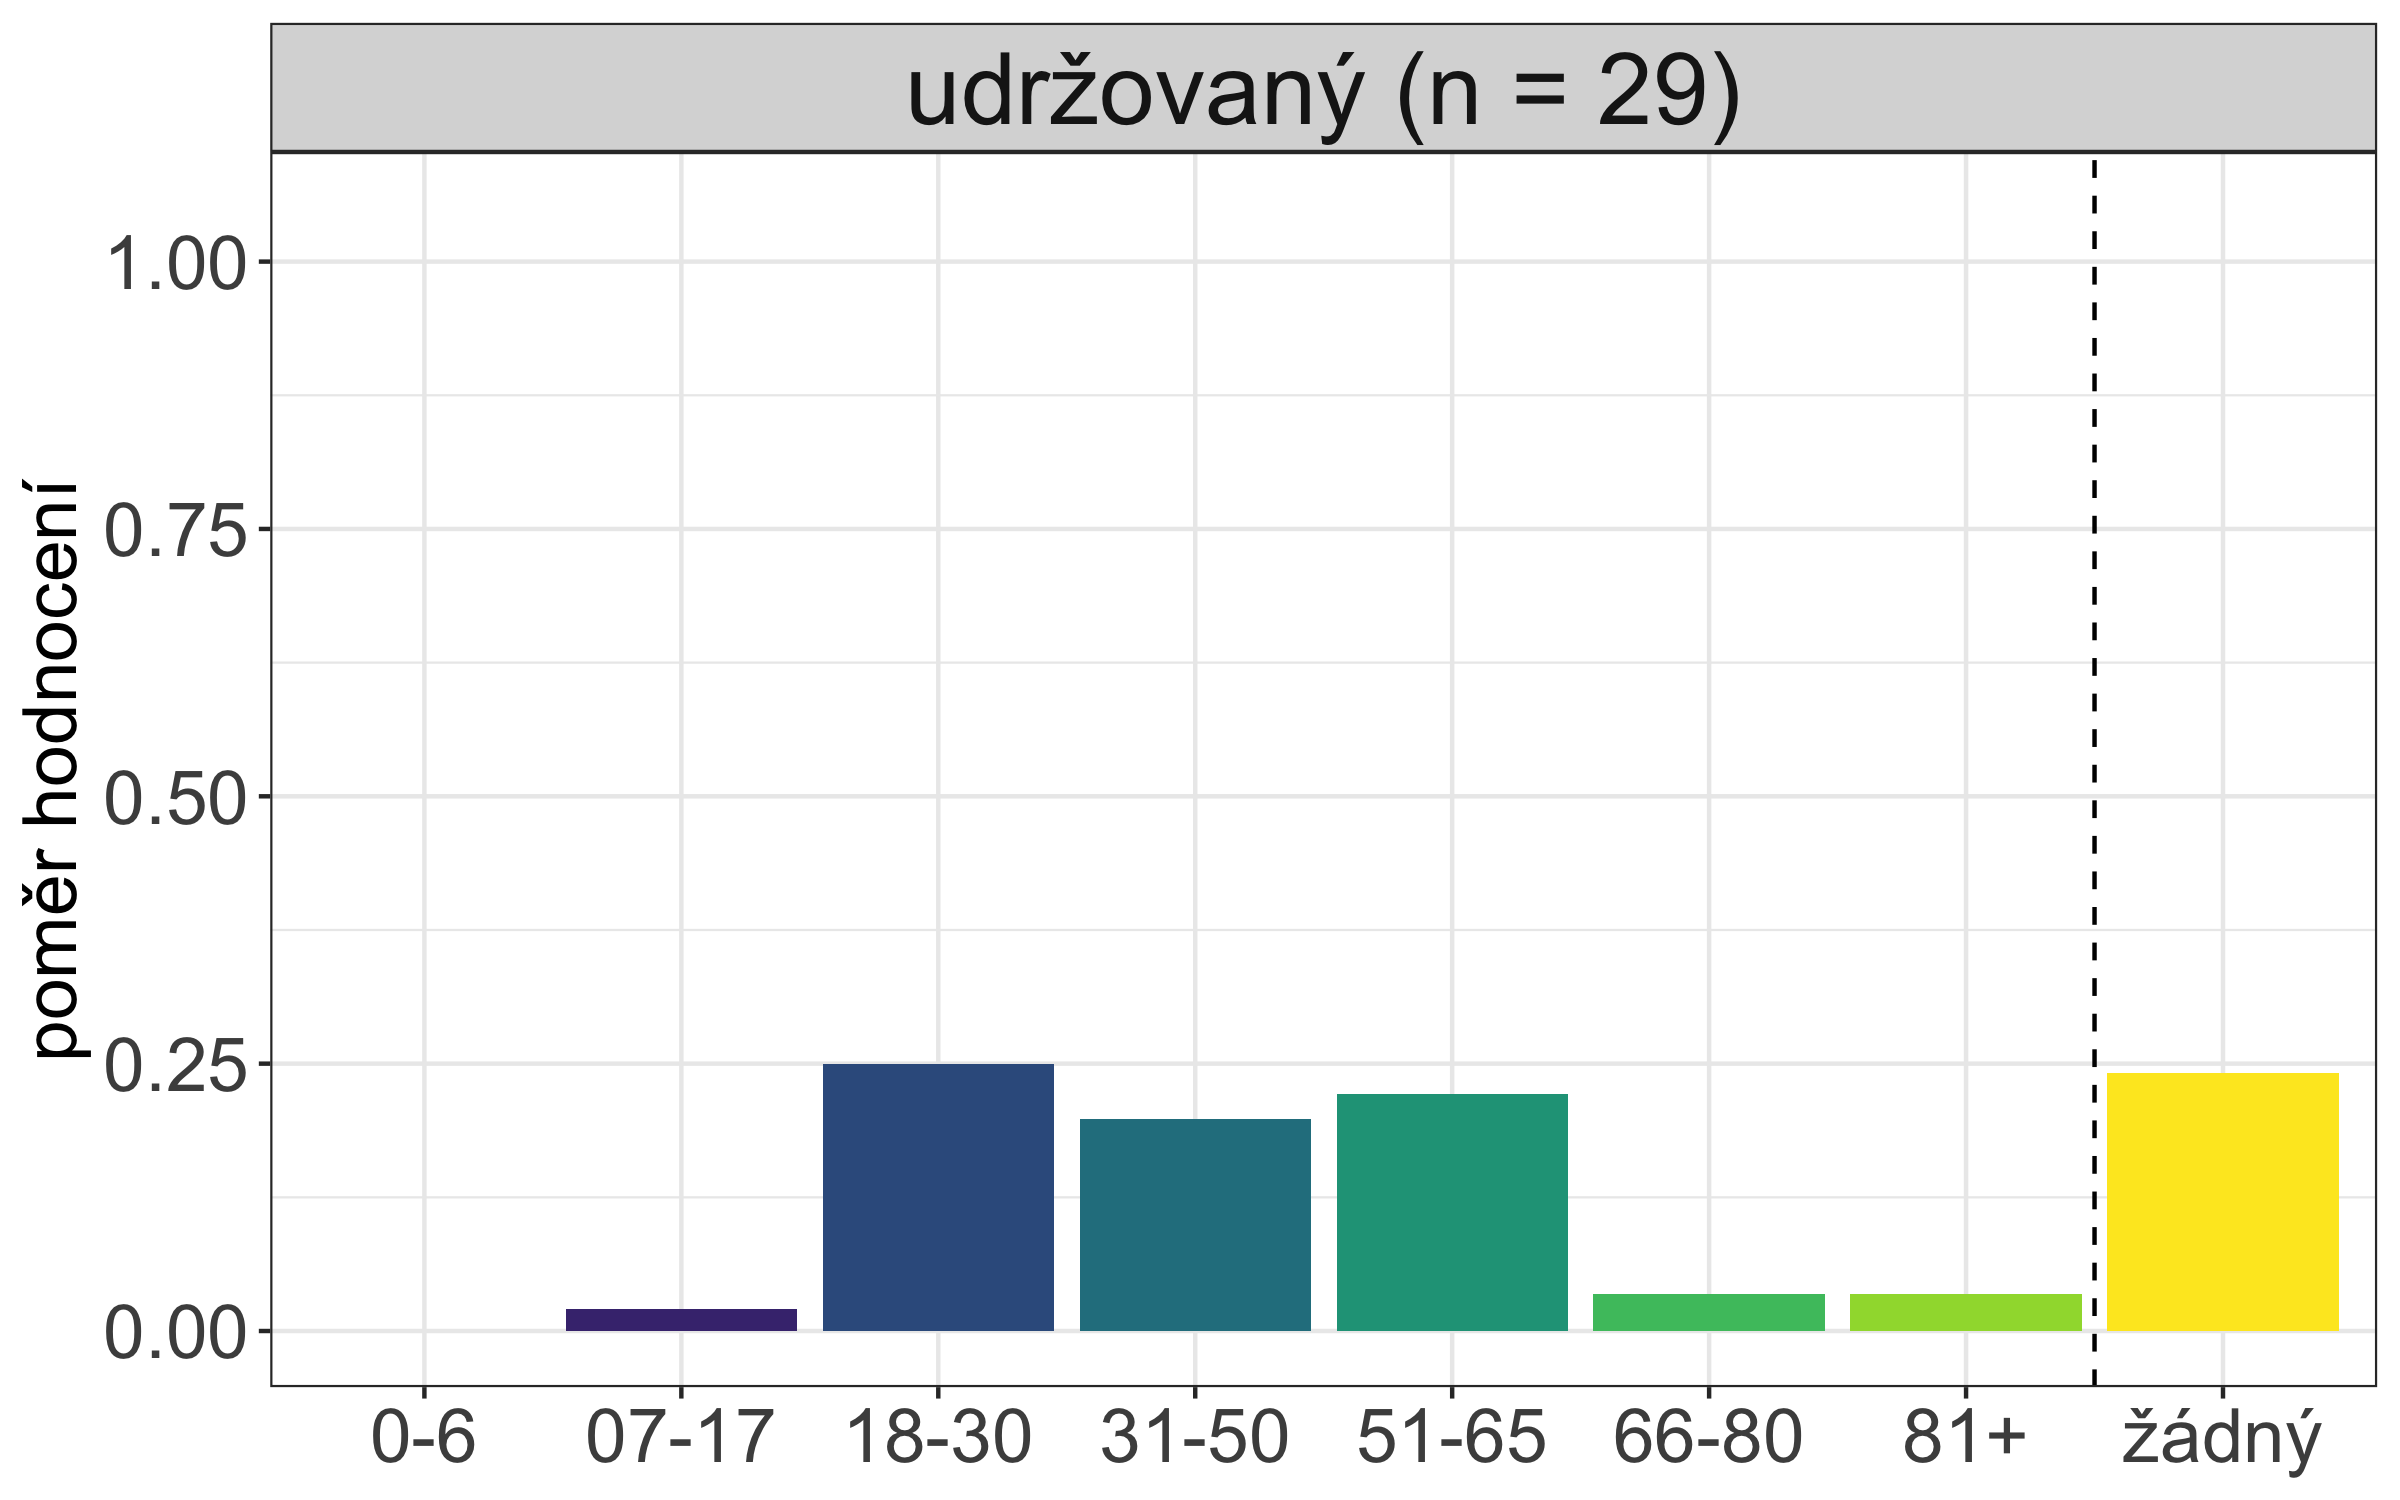 udržovaný (n = 29)
poměr hodnocení
1.00
0.75
0.50
0.25
0.00
0-6 07-17 18-30 31-50 51-65 66-80 81+ žádný